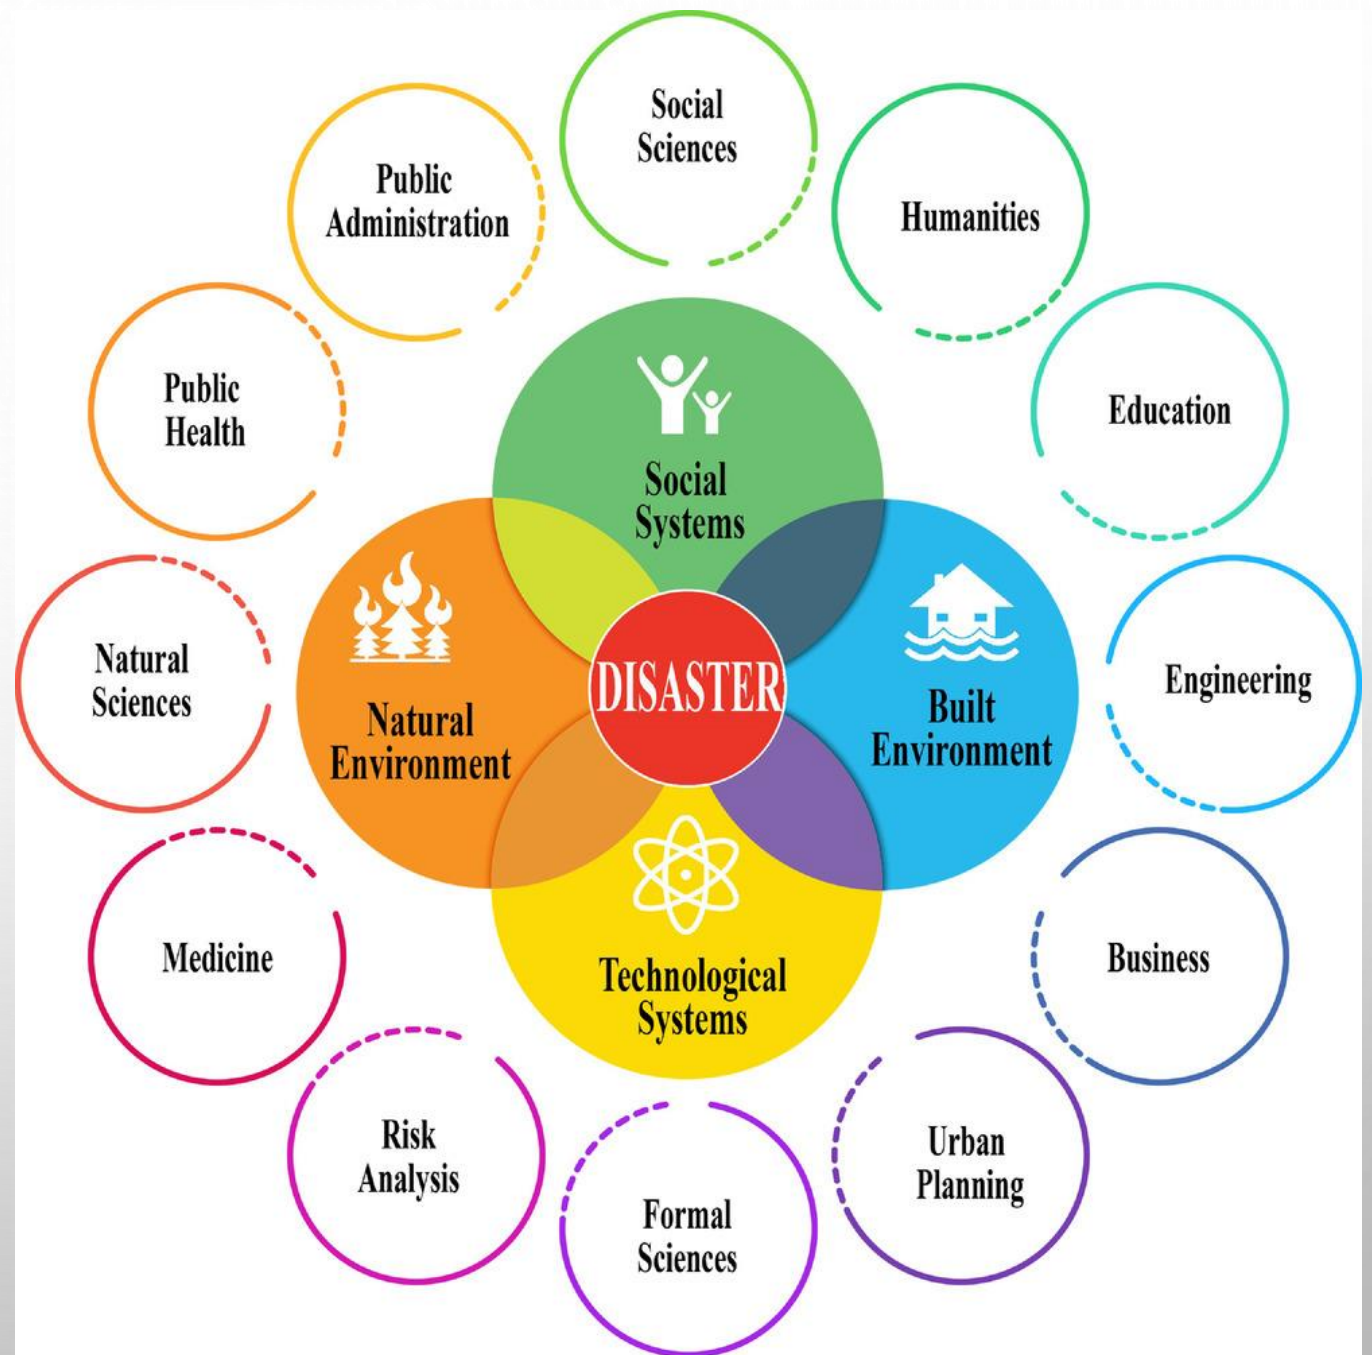 Social
Sciences
Humanities
Education
Engineering
Business
Urban
Planning
Formal
Sciences
Risk
Analysis
Medicine
Natural
Sciences
Public
Health
Public
Administration
Social
Systems
Built
Environment
Technological
Systems
Natural
Environment
DISASTER